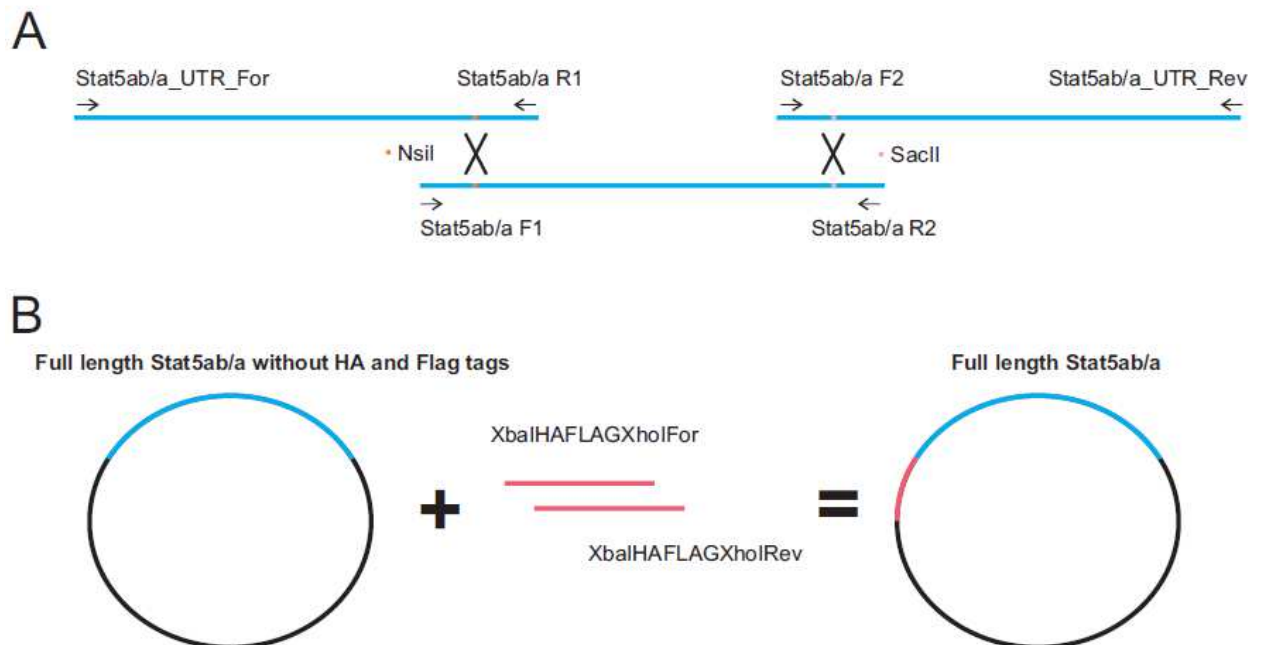 A
Stat5ab/a_UTR_For
Stat5ab/a R1
Stat5ab/a F2
Stat5ab/a_UTR_Rev
NsiI
SacII
Stat5ab/a F1
Stat5ab/a R2
B
Full length Stat5ab/a without HA and Flag tags
Full length Stat5ab/a
XbaIHAFLAGXhoIFor
+
=
XbaIHAFLAGXhoIRev